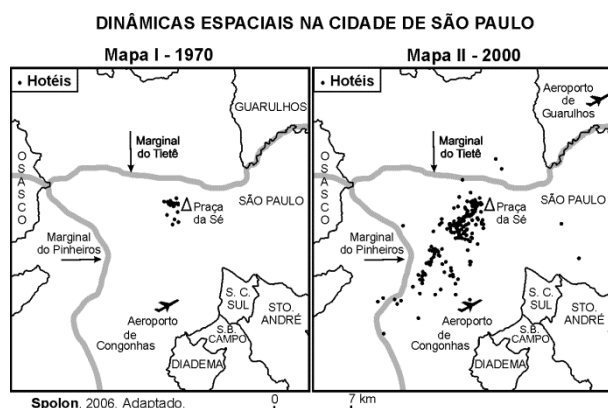 DINÂMICAS ESPACIAIS NA CIDADE DE SÃO PAULO
Mapa I - 1970
Hotéis
GUARULHOS
Marginal
do Tietê
OSASCO
Praça
da Sé
SÃO PAULO
Marginal
do Pinheiros
S. C.
SUL
STO.
ANDRÉ
Aeroporto
de
Congonhas
S.B.
CAMPO
DIADEMA
Mapa II - 2000
Hotéis
Aeroporto
de
Guarulhos
Marginal
do Tietê
OSASCO
Praça
da Sé
SÃO PAULO
Marginal
do Pinheiros
S. C.
SUL
STO.
ANDRÉ
Aeroporto
de
Congonhas
S.B.
CAMPO
DIADEMA
Spolon, 2006. Adaptado.
0 7 km